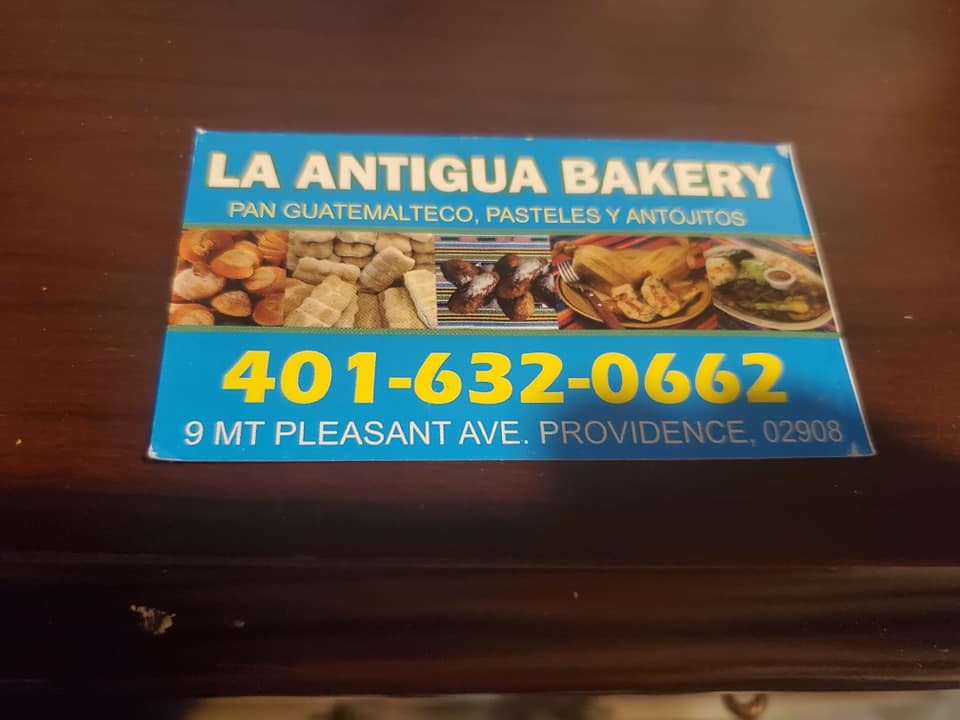 LA ANTIGUA BAKERY
PAN GUATEMALTECO, PASTELES Y ANTOJITOS
401-632-0662
9 MT PLEASANT AVE. PROVIDENCE, 02908